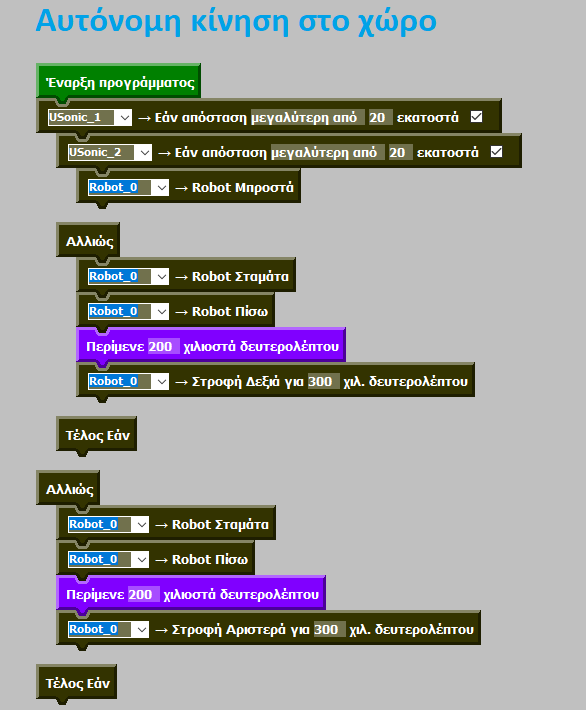 Αυτόνομη κίνηση στο χώρο
Έναρξη προγράμματος
USonic_1 → Εάν απόσταση μεγαλύτερη από 20 εκατοστά
USonic_2 → Εάν απόσταση μεγαλύτερη από 20 εκατοστά
Robot_0 → Robot Μπροστά
Αλλιώς
Robot_0 → Robot Σταμάτα
Robot_0 → Robot Πίσω
Περίμενε 200 χιλιοστά δευτερολέπτου
Robot_0 → Στροφή Δεξιά για 300 χιλ. δευτερολέπτου
Τέλος Εάν
Αλλιώς
Robot_0 → Robot Σταμάτα
Robot_0 → Robot Πίσω
Περίμενε 200 χιλιοστά δευτερολέπτου
Robot_0 → Στροφή Αριστερά για 300 χιλ. δευτερολέπτου
Τέλος Εάν